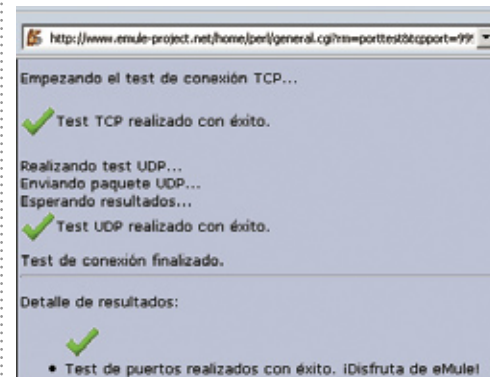 http://www.emule-project.net/home/perl/general.cgi?rm=porttest&tcpport=99
Empezando el test de conexión TCP...
Test TCP realizado con éxito.
Realizando test UDP...
Enviando paquete UDP...
Esperando resultados...
Test UDP realizado con éxito.
Test de conexión finalizado.
Detalle de resultados:
• Test de puertos realizados con éxito. ¡Disfruta de eMule!